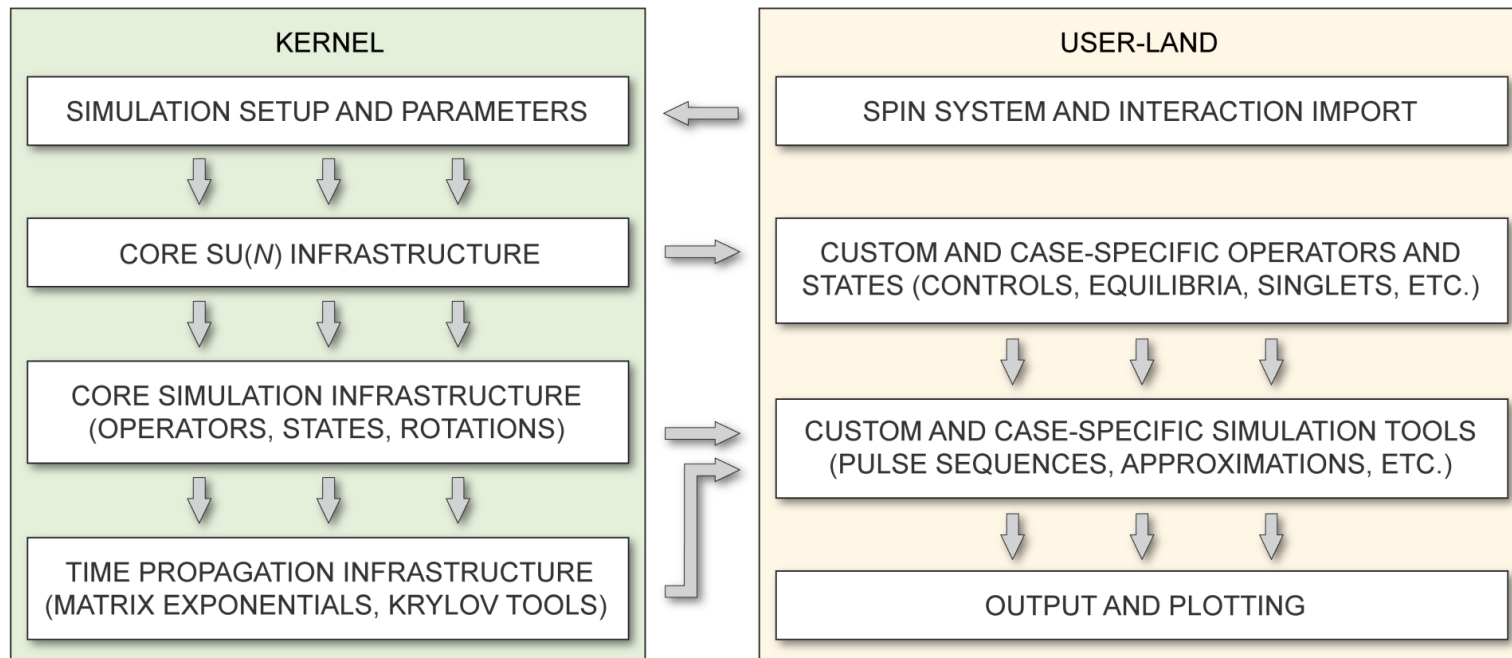 KERNEL
SIMULATION SETUP AND PARAMETERS
CORE SU(N) INFRASTRUCTURE
CORE SIMULATION INFRASTRUCTURE
(OPERATORS, STATES, ROTATIONS)
TIME PROPAGATION INFRASTRUCTURE
(MATRIX EXPONENTIALS, KRYLOV TOOLS)
USER-LAND
SPIN SYSTEM AND INTERACTION IMPORT
CUSTOM AND CASE-SPECIFIC OPERATORS AND
STATES (CONTROLS, EQUILIBRIA, SINGLETS, ETC.)
CUSTOM AND CASE-SPECIFIC SIMULATION TOOLS
(PULSE SEQUENCES, APPROXIMATIONS, ETC.)
OUTPUT AND PLOTTING